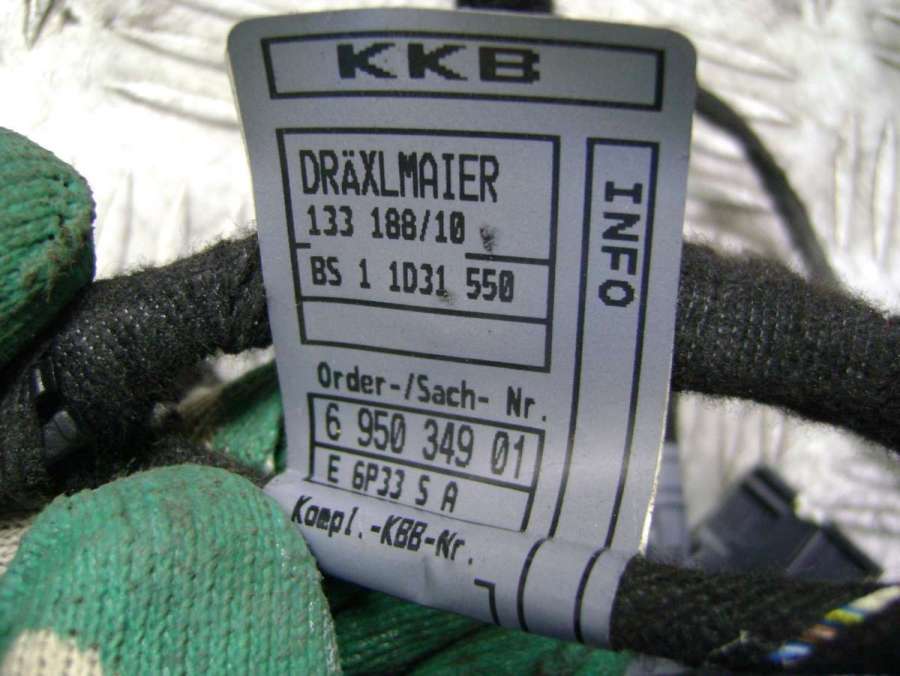 KKB
DRÄXLMAIER
133 188/10
BS 1 1D31 550
INFO
Order-/Sach- Nr.
6 950 349 01
E 6P33 S A
Kompl.-KBB-Nr.